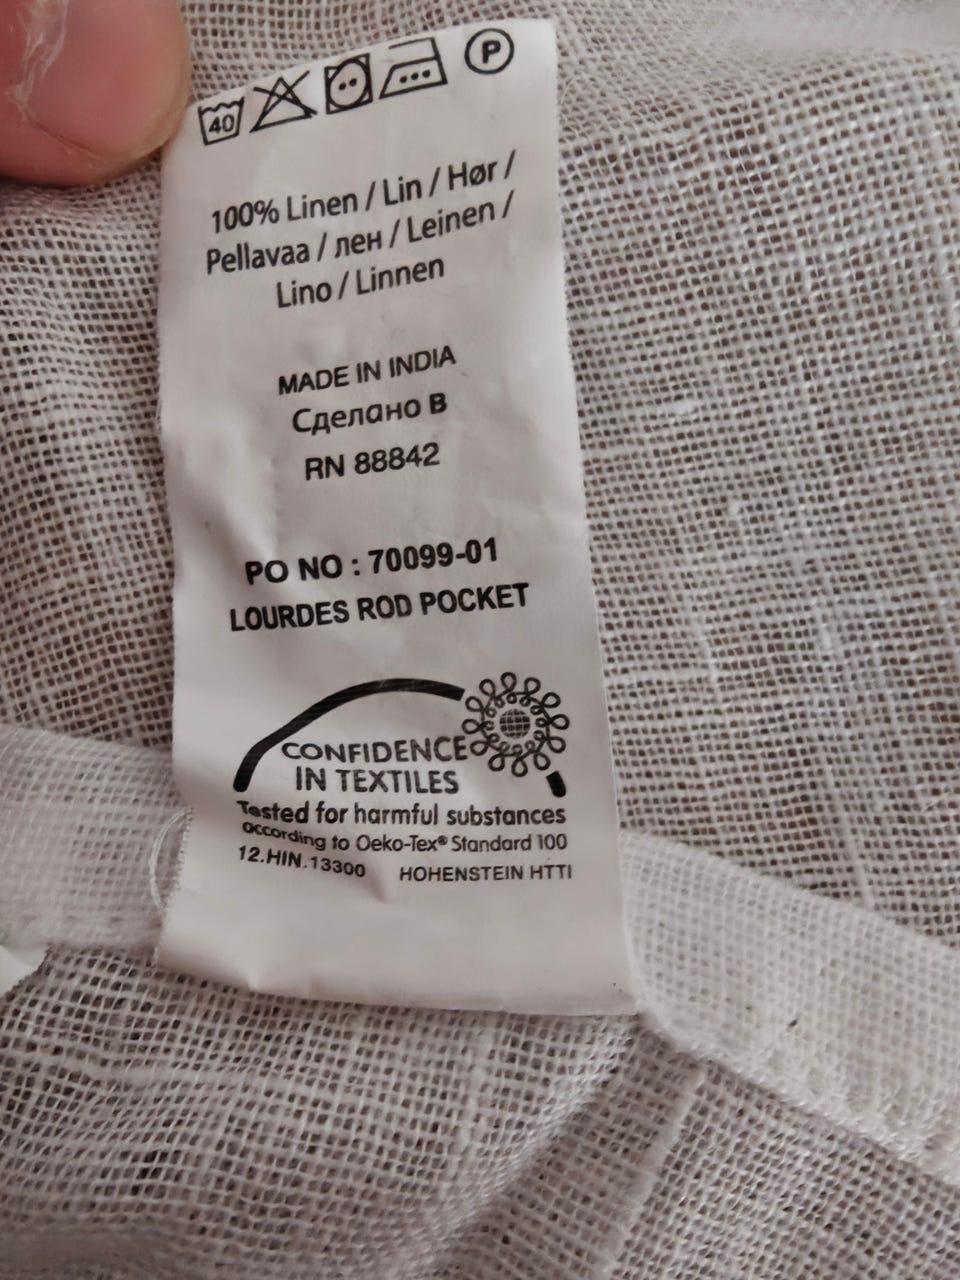 40 P
100% Linen / Lin / Hør /
Pellavaa / лен / Leinen /
Lino / Linnen
MADE IN INDIA
Сделано В
RN 88842
PO NO : 70099-01
LOURDES ROD POCKET
CONFIDENCE
IN TEXTILES
Tested for harmful substances
according to Oeko-Tex® Standard 100
12.HIN.13300 HOHENSTEIN HTTI